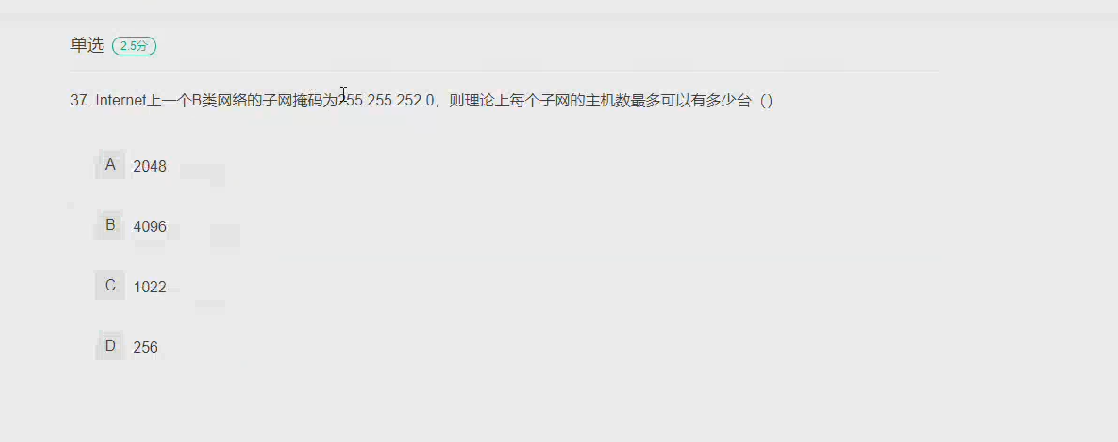 单选 2.5分
37. Internet上一个B类网络的子网掩码为255.255.252.0，则理论上每个子网的主机数最多可以有多少台（）
A 2048
B 4096
C 1022
D 256